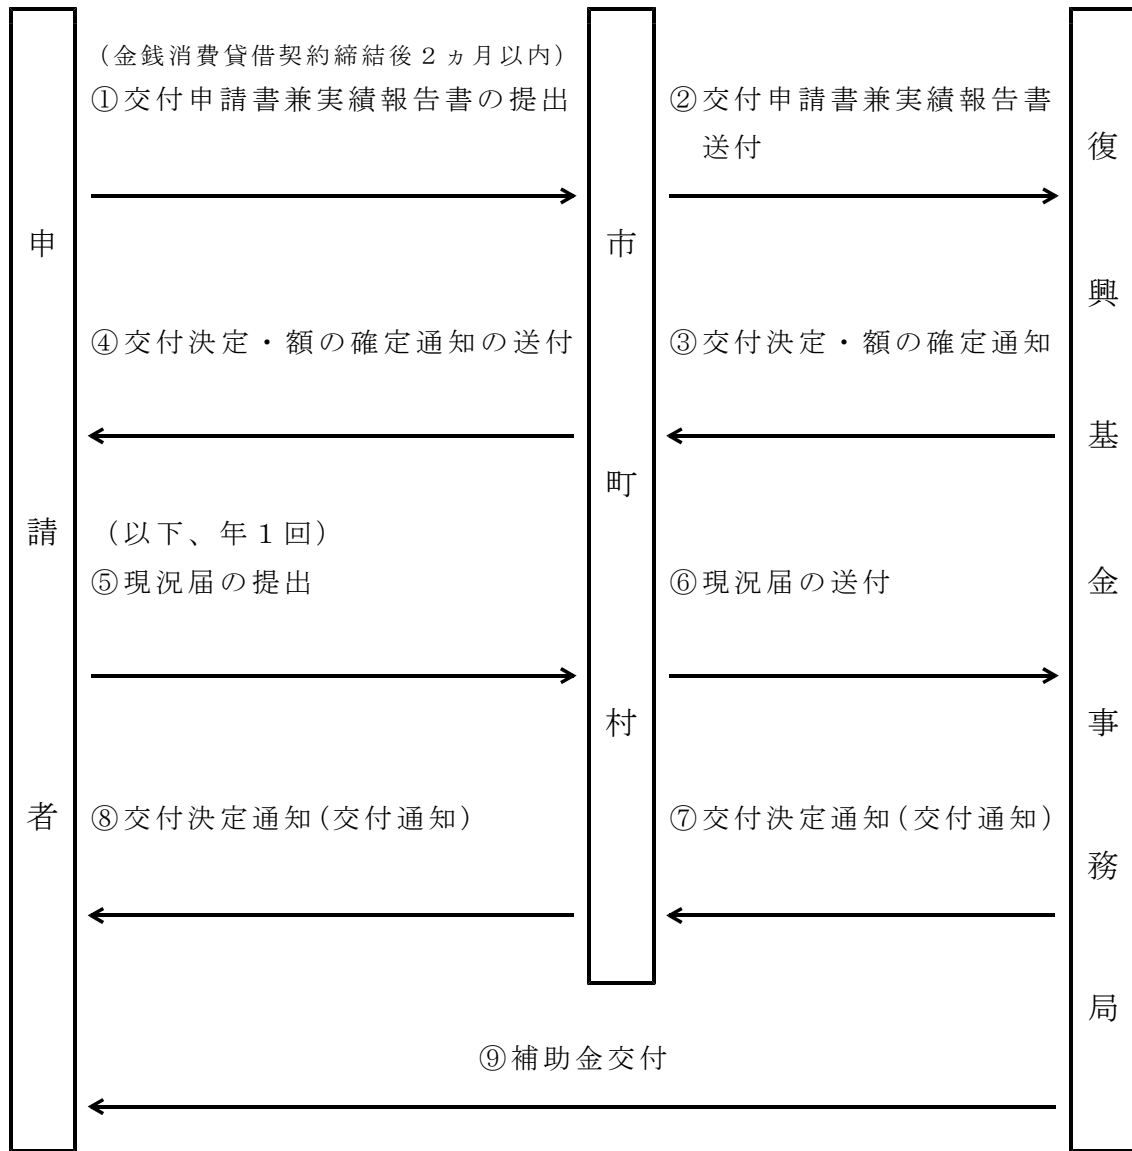 申請者
市町村
復興基金事務局
（金銭消費貸借契約締結後２ヵ月以内）
①交付申請書兼実績報告書の提出
②交付申請書兼実績報告書
送付
④交付決定・額の確定通知の送付
③交付決定・額の確定通知
（以下、年１回）
⑤現況届の提出
⑥現況届の送付
⑧交付決定通知(交付通知)
⑦交付決定通知(交付通知)
⑨補助金交付